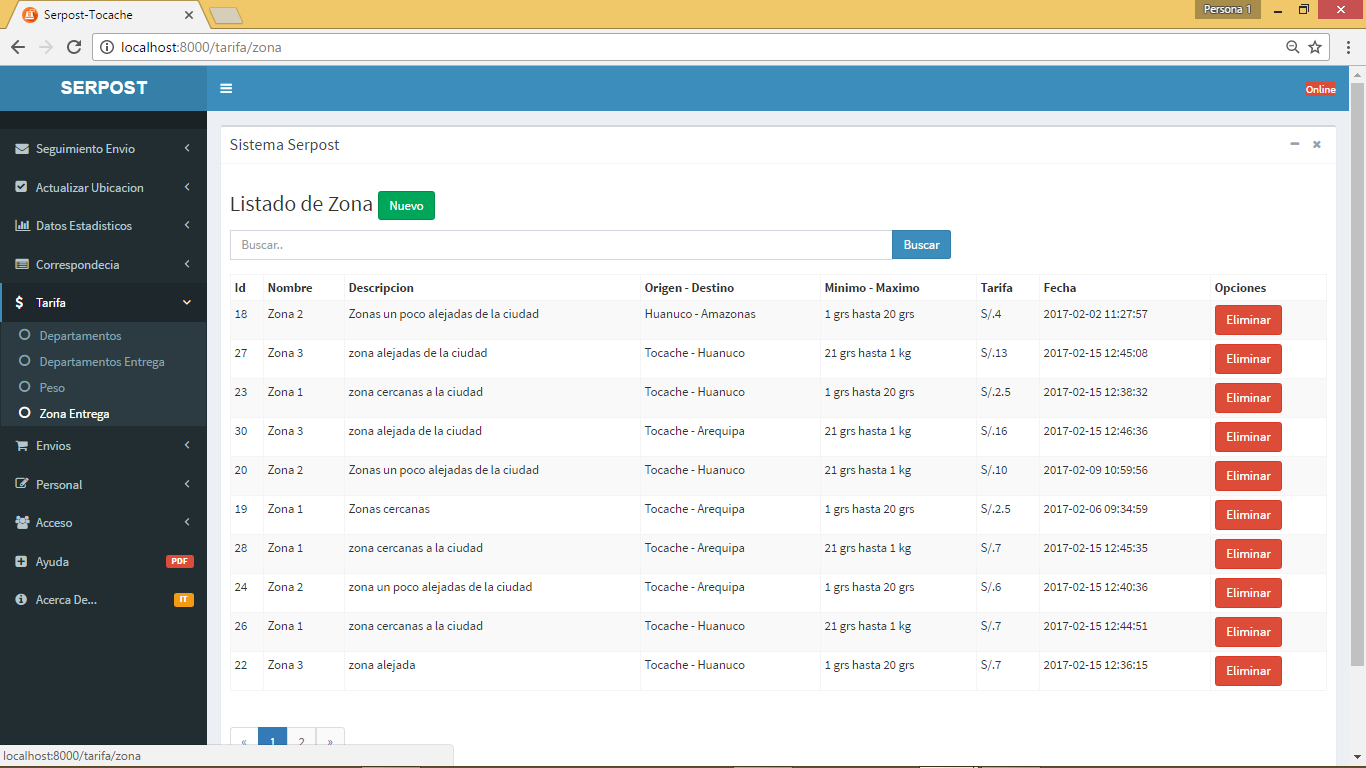 Serpost-Tocache
Persona 1
localhost:8000/tarifa/zona
SERPOST
Online
Seguimiento Envio
Actualizar Ubicacion
Datos Estadisticos
Correspondecia
Tarifa
Departamentos
Departamentos Entrega
Peso
Zona Entrega
Envios
Personal
Acceso
Ayuda PDF
Acerca De... IT
Sistema Serpost
Listado de Zona Nuevo
Buscar.. Buscar
Id Nombre Descripcion Origen - Destino Minimo - Maximo Tarifa Fecha Opciones
18 Zona 2 Zonas un poco alejadas de la ciudad Huanuco - Amazonas 1 grs hasta 20 grs S/.4 2017-02-02 11:27:57 Eliminar
27 Zona 3 zona alejadas de la ciudad Tocache - Huanuco 21 grs hasta 1 kg S/.13 2017-02-15 12:45:08 Eliminar
23 Zona 1 zona cercanas a la ciudad Tocache - Huanuco 1 grs hasta 20 grs S/.2.5 2017-02-15 12:38:32 Eliminar
30 Zona 3 zona alejada de la ciudad Tocache - Arequipa 21 grs hasta 1 kg S/.16 2017-02-15 12:46:36 Eliminar
20 Zona 2 Zonas un poco alejadas de la ciudad Tocache - Huanuco 21 grs hasta 1 kg S/.10 2017-02-09 10:59:56 Eliminar
19 Zona 1 Zonas cercanas Tocache - Arequipa 1 grs hasta 20 grs S/.2.5 2017-02-06 09:34:59 Eliminar
28 Zona 1 zona cercanas a la ciudad Tocache - Arequipa 21 grs hasta 1 kg S/.7 2017-02-15 12:45:35 Eliminar
24 Zona 2 zona un poco alejadas de la ciudad Tocache - Arequipa 1 grs hasta 20 grs S/.6 2017-02-15 12:40:36 Eliminar
26 Zona 1 zona cercanas a la ciudad Tocache - Huanuco 21 grs hasta 1 kg S/.7 2017-02-15 12:44:51 Eliminar
22 Zona 3 zona alejada Tocache - Huanuco 1 grs hasta 20 grs S/.7 2017-02-15 12:36:15 Eliminar
« 1 2 »
localhost:8000/tarifa/zona